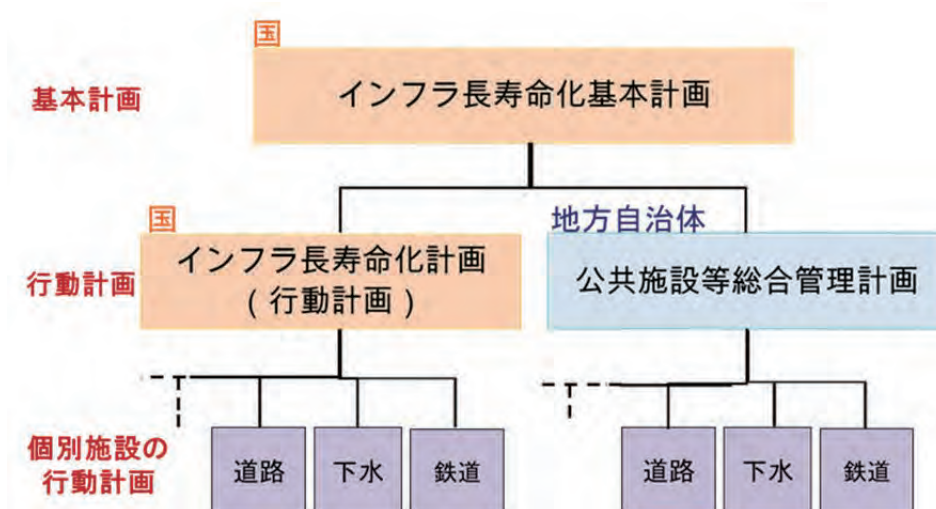 国
基本計画
インフラ長寿命化基本計画
国
地方自治体
行動計画
インフラ長寿命化計画
（行動計画）
公共施設等総合管理計画
個別施設の
行動計画
道路
下水
鉄道
道路
下水
鉄道